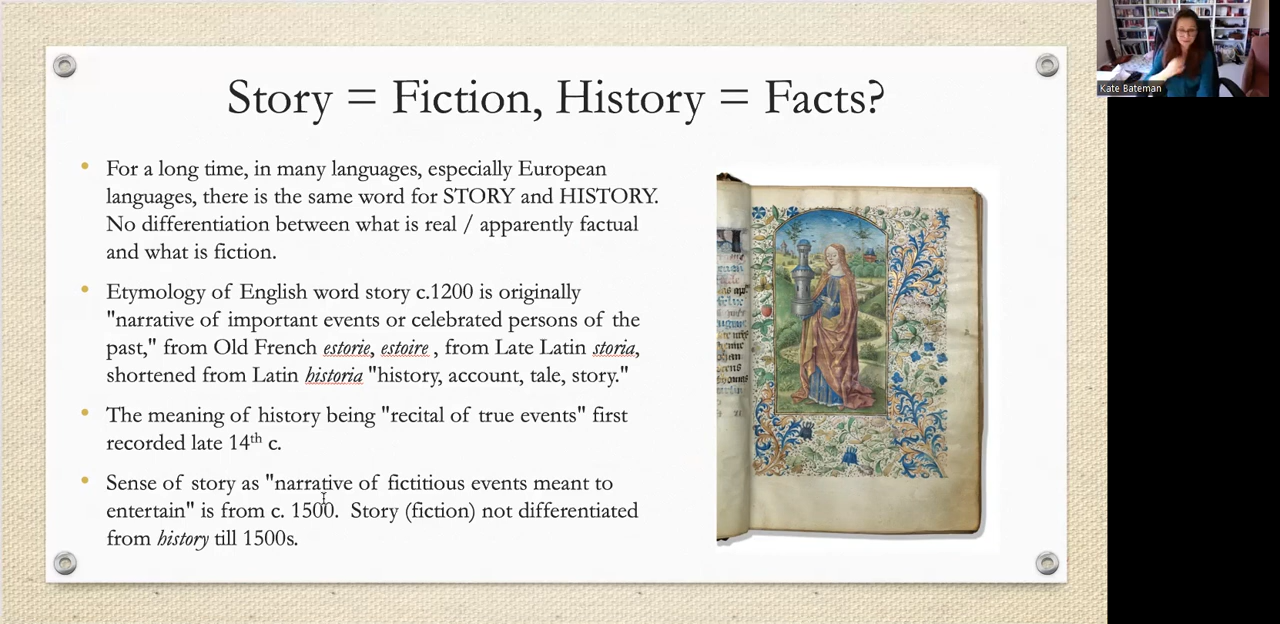 Story = Fiction, History = Facts?
For a long time, in many languages, especially European
languages, there is the same word for STORY and HISTORY.
No differentiation between what is real / apparently factual
and what is fiction.
Etymology of English word story c.1200 is originally
"narrative of important events or celebrated persons of the
past," from Old French estorie, estoire , from Late Latin storia,
shortened from Latin historia "history, account, tale, story."
The meaning of history being "recital of true events" first
recorded late 14th c.
Sense of story as "narrative of fictitious events meant to
entertain" is from c. 1500. Story (fiction) not differentiated
from history till 1500s.
Kate Bateman